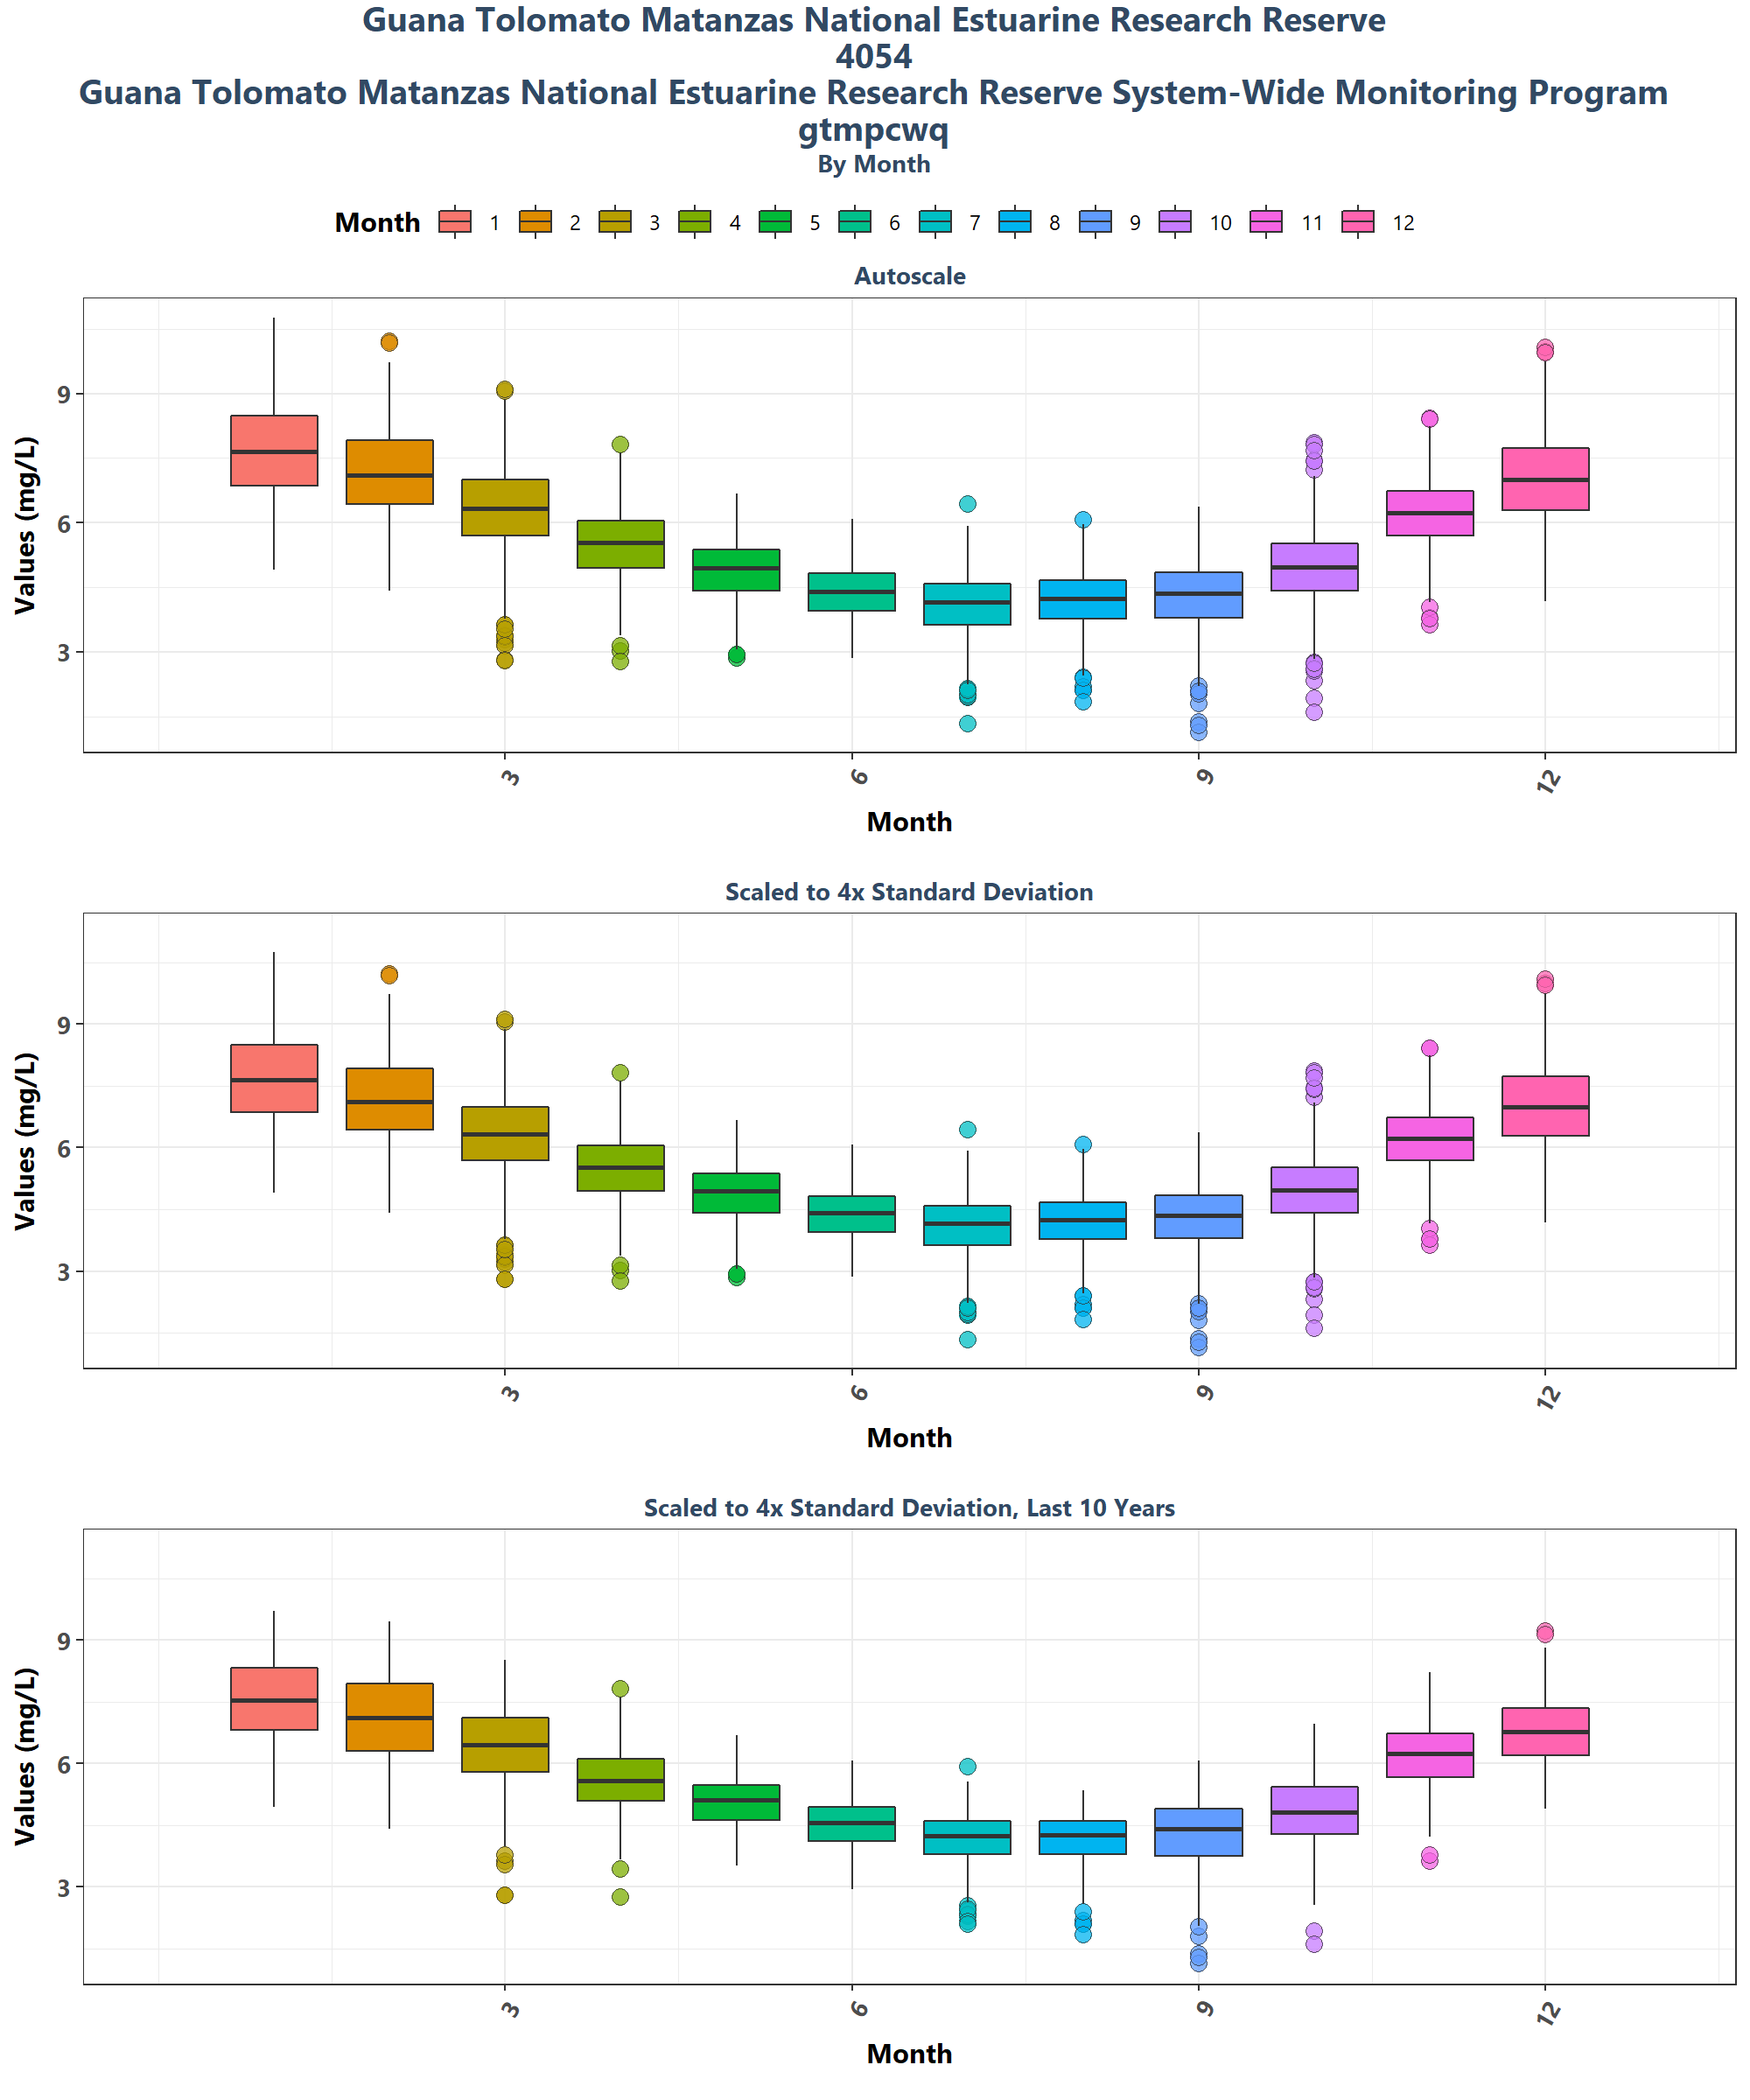 Guana Tolomato Matanzas National Estuarine Research Reserve
4054
Guana Tolomato Matanzas National Estuarine Research Reserve System-Wide Monitoring Program
gtmpcwq
By Month
Month 1 2 3 4 5 6 7 8 9 10 11 12
Autoscale
Values (mg/L)
9
6
3
3 6 9 12
Month
Scaled to 4x Standard Deviation
Values (mg/L)
9
6
3
3 6 9 12
Month
Scaled to 4x Standard Deviation, Last 10 Years
Values (mg/L)
9
6
3
3 6 9 12
Month